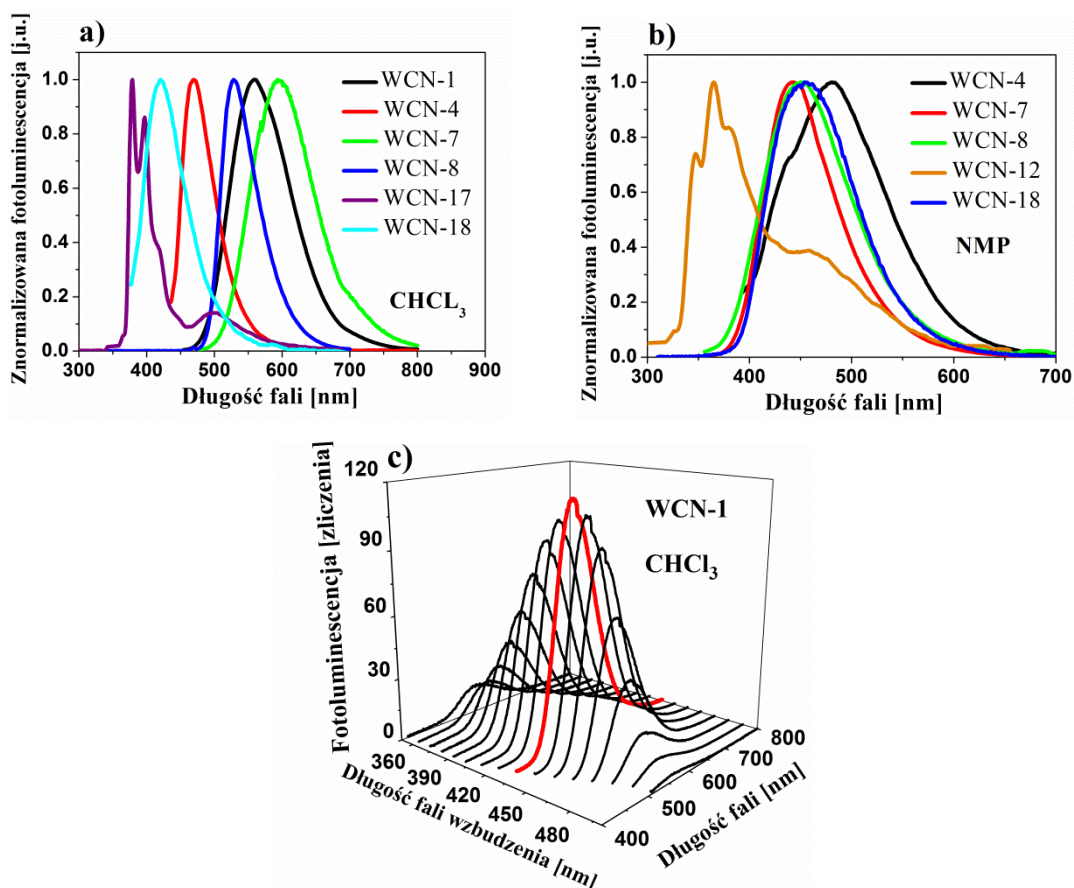 a)
Znormalizowana fotoluminescencja [j.u.]
1.0
0.8
0.6
0.4
0.2
0.0
WCN-1
WCN-4
WCN-7
WCN-8
WCN-17
WCN-18
CHCL₃
300 400 500 600 700 800 900
Długość fali [nm]
b)
Znormalizowana fotoluminescencja [j.u.]
1.0
0.8
0.6
0.4
0.2
0.0
WCN-4
WCN-7
WCN-8
WCN-12
WCN-18
NMP
300 400 500 600 700
Długość fali [nm]
c)
Fotoluminescencja [zliczenia]
120
90
60
30
0
WCN-1
CHCl₃
360 390 420 450 480
Długość fali wzbudzenia [nm]
400 500 600 700 800
Długość fali [nm]